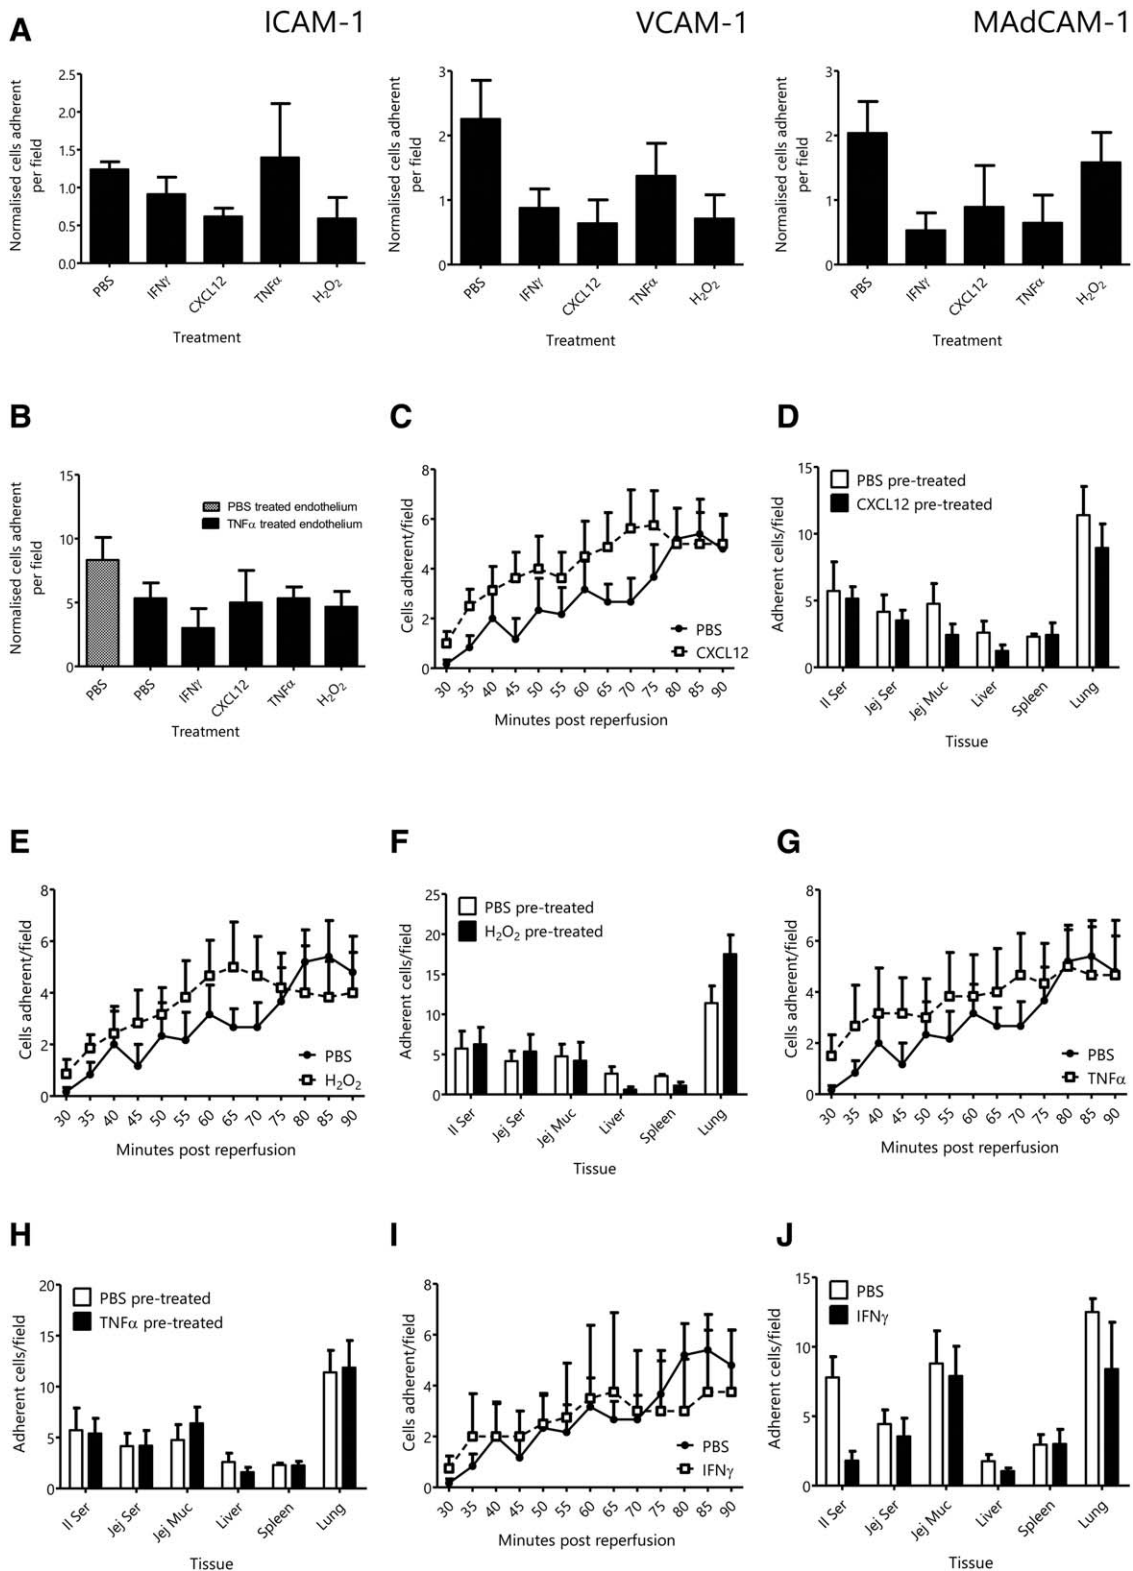 A
ICAM-1
VCAM-1
MAdCAM-1
Normalised cells adherent
per field
2.5
2.0
1.5
1.0
0.5
0.0
PBS
IFNγ
CXCL12
TNFα
H₂O₂
Treatment
Normalised cells adherent
per field
3
2
1
0
PBS
IFNγ
CXCL12
TNFα
H₂O₂
Treatment
Normalised cells adherent
per field
3
2
1
0
PBS
IFNγ
CXCL12
TNFα
H₂O₂
Treatment
B
Normalised cells adherent
per field
15
10
5
0
PBS treated endothelium
TNFα treated endothelium
PBS
PBS
IFNγ
CXCL12
TNFα
H₂O₂
Treatment
C
Cells adherent/field
8
6
4
2
0
PBS
CXCL12
30 35 40 45 50 55 60 65 70 75 80 85 90
Minutes post reperfusion
D
Adherent cells/field
15
10
5
0
PBS pre-treated
CXCL12 pre-treated
Il Ser
Jej Ser
Jej Muc
Liver
Spleen
Lung
Tissue
E
Cells adherent/field
8
6
4
2
0
PBS
H₂O₂
30 35 40 45 50 55 60 65 70 75 80 85 90
Minutes post reperfusion
F
Adherent cells/field
25
20
15
10
5
0
PBS pre-treated
H₂O₂ pre-treated
Il Ser
Jej Ser
Jej Muc
Liver
Spleen
Lung
Tissue
G
Cells adherent/field
8
6
4
2
0
PBS
TNFα
30 35 40 45 50 55 60 65 70 75 80 85 90
Minutes post reperfusion
H
Adherent cells/field
20
15
10
5
0
PBS pre-treated
TNFα pre-treated
Il Ser
Jej Ser
Jej Muc
Liver
Spleen
Lung
Tissue
I
Cells adherent/field
8
6
4
2
0
PBS
IFNγ
30 35 40 45 50 55 60 65 70 75 80 85 90
Minutes post reperfusion
J
Adherent cells/field
15
10
5
0
PBS
IFNγ
Il Ser
Jej Ser
Jej Muc
Liver
Spleen
Lung
Tissue